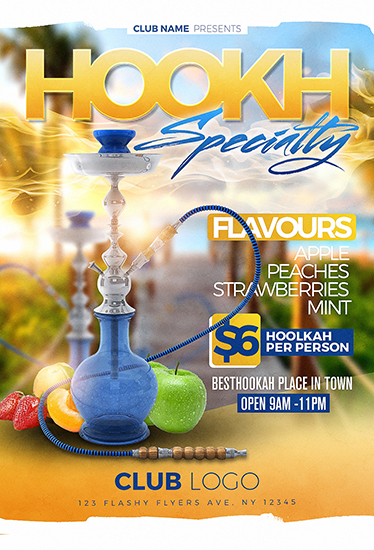 CLUB NAME PRESENTS
HOOKH
Specialty
FLAVOURS
APPLE
PEACHES
STRAWBERRIES
MINT
$6 HOOLKAH
PER PERSON
BESTHOOKAH PLACE IN TOWN
OPEN 9AM -11PM
CLUB LOGO
123 FLASHY FLYERS AVE. NY 12345